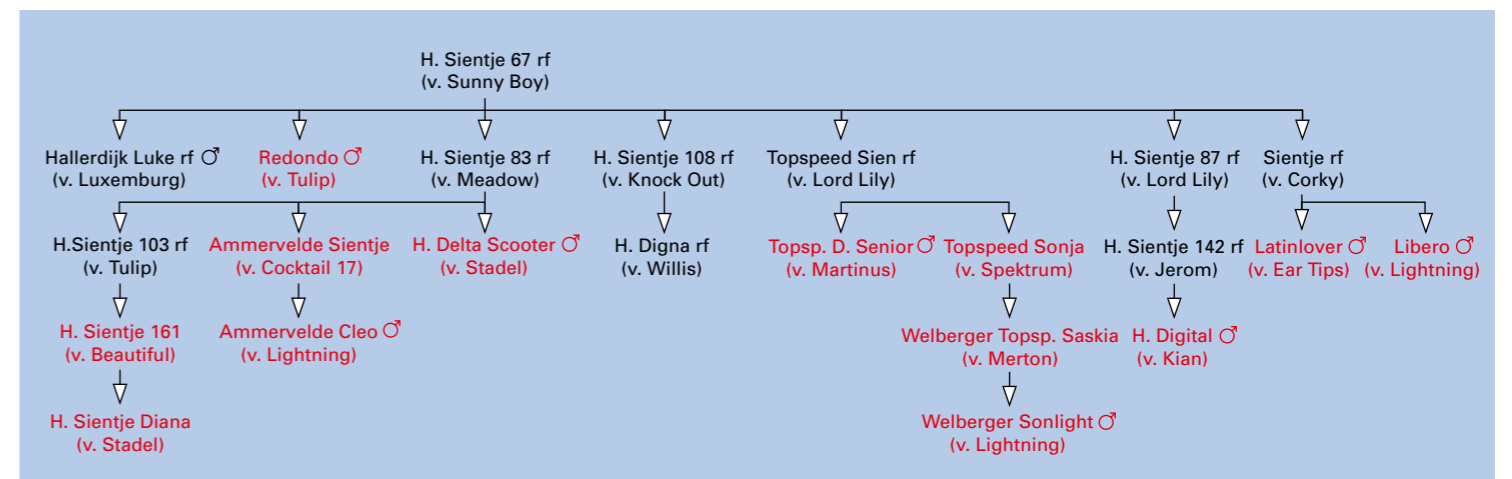 H. Sientje 67 rf
(v. Sunny Boy)
Hallerdijk Luke rf ♂
(v. Luxemburg)
Redondo ♂
(v. Tulip)
H. Sientje 83 rf
(v. Meadow)
H. Sientje 108 rf
(v. Knock Out)
Topspeed Sien rf
(v. Lord Lily)
H. Sientje 87 rf
(v. Lord Lily)
Sientje rf
(v. Corky)
H.Sientje 103 rf
(v. Tulip)
Ammervelde Sientje
(v. Cocktail 17)
H. Delta Scooter ♂
(v. Stadel)
H. Digna rf
(v. Willis)
Topsp. D. Senior ♂
(v. Martinus)
Topspeed Sonja
(v. Spektrum)
H. Sientje 142 rf
(v. Jerom)
Latinlover ♂
(v. Ear Tips)
Libero ♂
(v. Lightning)
H. Sientje 161
(v. Beautiful)
Ammervelde Cleo ♂
(v. Lightning)
Welberger Topsp. Saskia
(v. Merton)
H. Digital ♂
(v. Kian)
H. Sientje Diana
(v. Stadel)
Welberger Sonlight ♂
(v. Lightning)